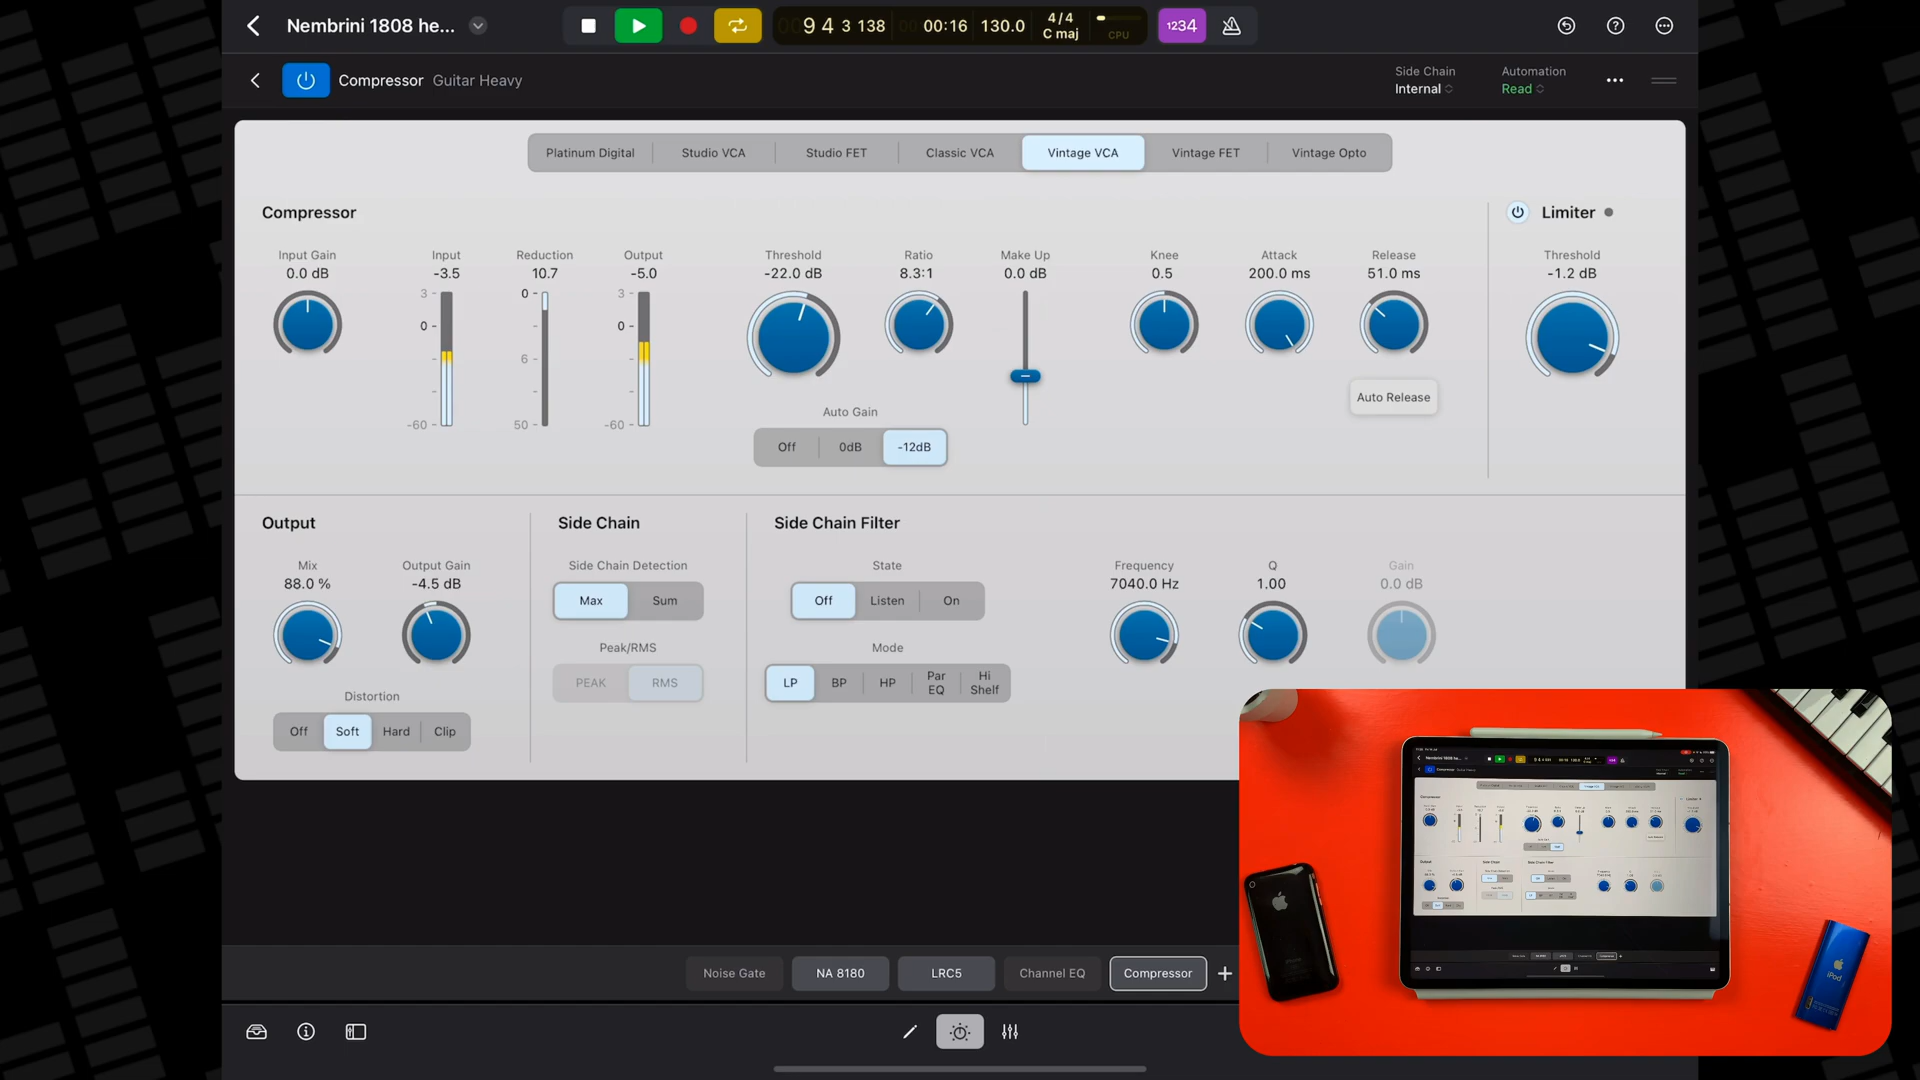 Nembrini 1808 he...
94 3 138
00:16
130.0
4/4
C maj
CPU
1234
Compressor Guitar Heavy
Side Chain
Internal
Automation
Read
Platinum Digital
Studio VCA
Studio FET
Classic VCA
Vintage VCA
Vintage FET
Vintage Opto
Compressor
Limiter
Input Gain
0.0 dB
Input
-3.5
Reduction
10.7
Output
-5.0
Threshold
-22.0 dB
Ratio
8.3:1
Make Up
0.0 dB
Knee
0.5
Attack
200.0 ms
Release
51.0 ms
Threshold
-1.2 dB
3
0
-60
0
6
50
3
0
-60
Auto Release
Auto Gain
Off
0dB
-12dB
Output
Side Chain
Side Chain Filter
Mix
88.0 %
Output Gain
-4.5 dB
Side Chain Detection
Max
Sum
State
Off
Listen
On
Frequency
7040.0 Hz
Q
1.00
Gain
0.0 dB
Peak/RMS
PEAK
RMS
Mode
LP
BP
HP
Par EQ
Hi Shelf
Distortion
Off
Soft
Hard
Clip
Noise Gate
NA 8180
LRC5
Channel EQ
Compressor
iPod